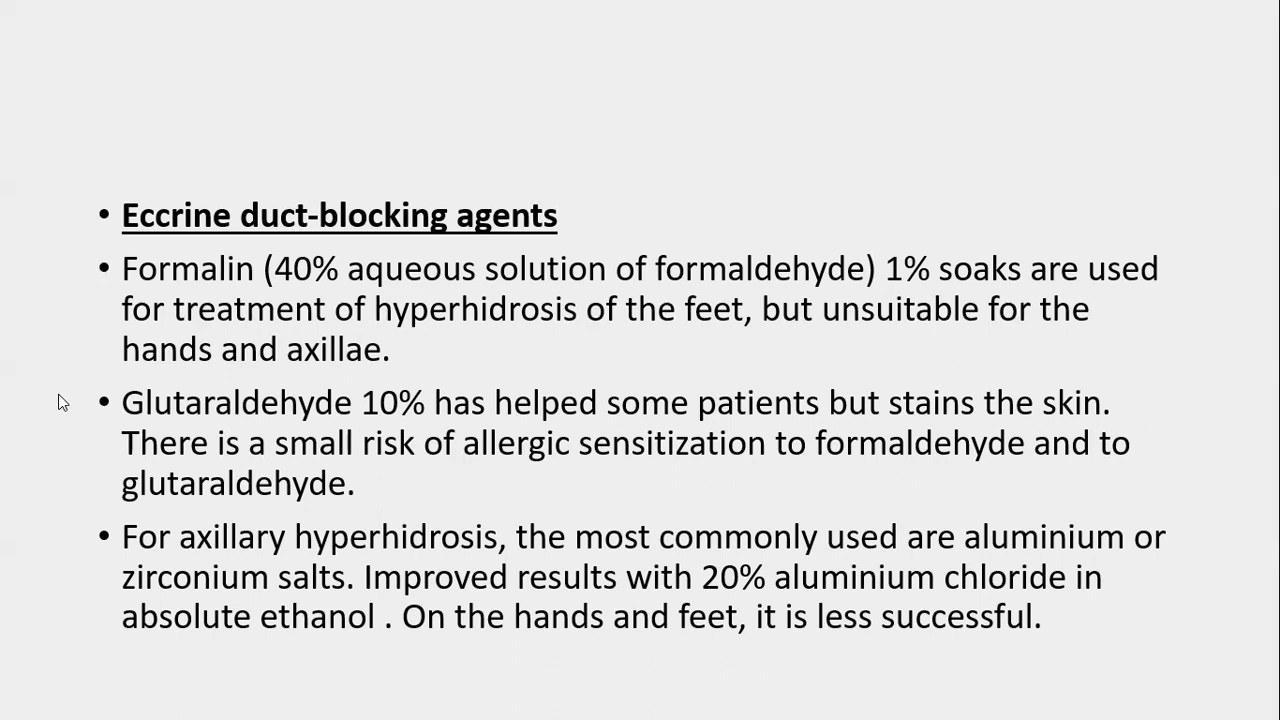 • Eccrine duct-blocking agents
• Formalin (40% aqueous solution of formaldehyde) 1% soaks are used
for treatment of hyperhidrosis of the feet, but unsuitable for the
hands and axillae.
• Glutaraldehyde 10% has helped some patients but stains the skin.
There is a small risk of allergic sensitization to formaldehyde and to
glutaraldehyde.
• For axillary hyperhidrosis, the most commonly used are aluminium or
zirconium salts. Improved results with 20% aluminium chloride in
absolute ethanol . On the hands and feet, it is less successful.